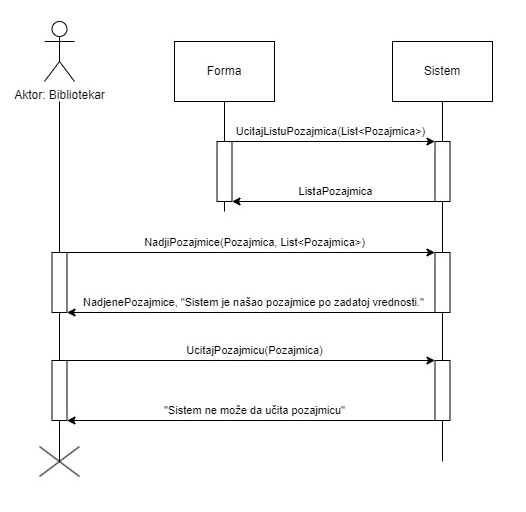 Forma
Sistem
Aktor: Bibliotekar
UcitajListuPozajmica(List<Pozajmica>)
ListaPozajmica
NadjiPozajmice(Pozajmica, List<Pozajmica>)
NadjenePozajmice, "Sistem je našao pozajmice po zadatoj vrednosti."
UcitajPozajmicu(Pozajmica)
"Sistem ne može da učita pozajmicu"